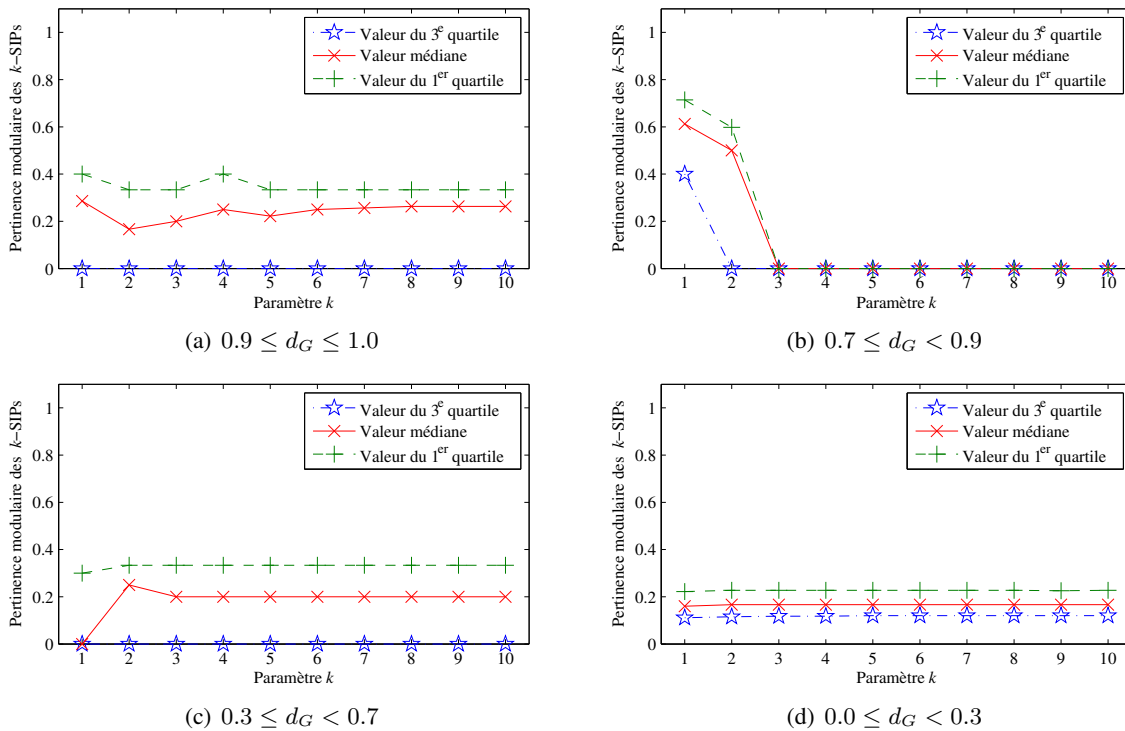 Pertinence modulaire des k−SIPs
1
0.8
0.6
0.4
0.2
0
Valeur du 3e quartile
Valeur médiane
Valeur du 1er quartile
1 2 3 4 5 6 7 8 9 10
Paramètre k
(a) 0.9 ≤ dG ≤ 1.0
Pertinence modulaire des k−SIPs
1
0.8
0.6
0.4
0.2
0
Valeur du 3e quartile
Valeur médiane
Valeur du 1er quartile
1 2 3 4 5 6 7 8 9 10
Paramètre k
(b) 0.7 ≤ dG < 0.9
Pertinence modulaire des k−SIPs
1
0.8
0.6
0.4
0.2
0
Valeur du 3e quartile
Valeur médiane
Valeur du 1er quartile
1 2 3 4 5 6 7 8 9 10
Paramètre k
(c) 0.3 ≤ dG < 0.7
Pertinence modulaire des k−SIPs
1
0.8
0.6
0.4
0.2
0
Valeur du 3e quartile
Valeur médiane
Valeur du 1er quartile
1 2 3 4 5 6 7 8 9 10
Paramètre k
(d) 0.0 ≤ dG < 0.3